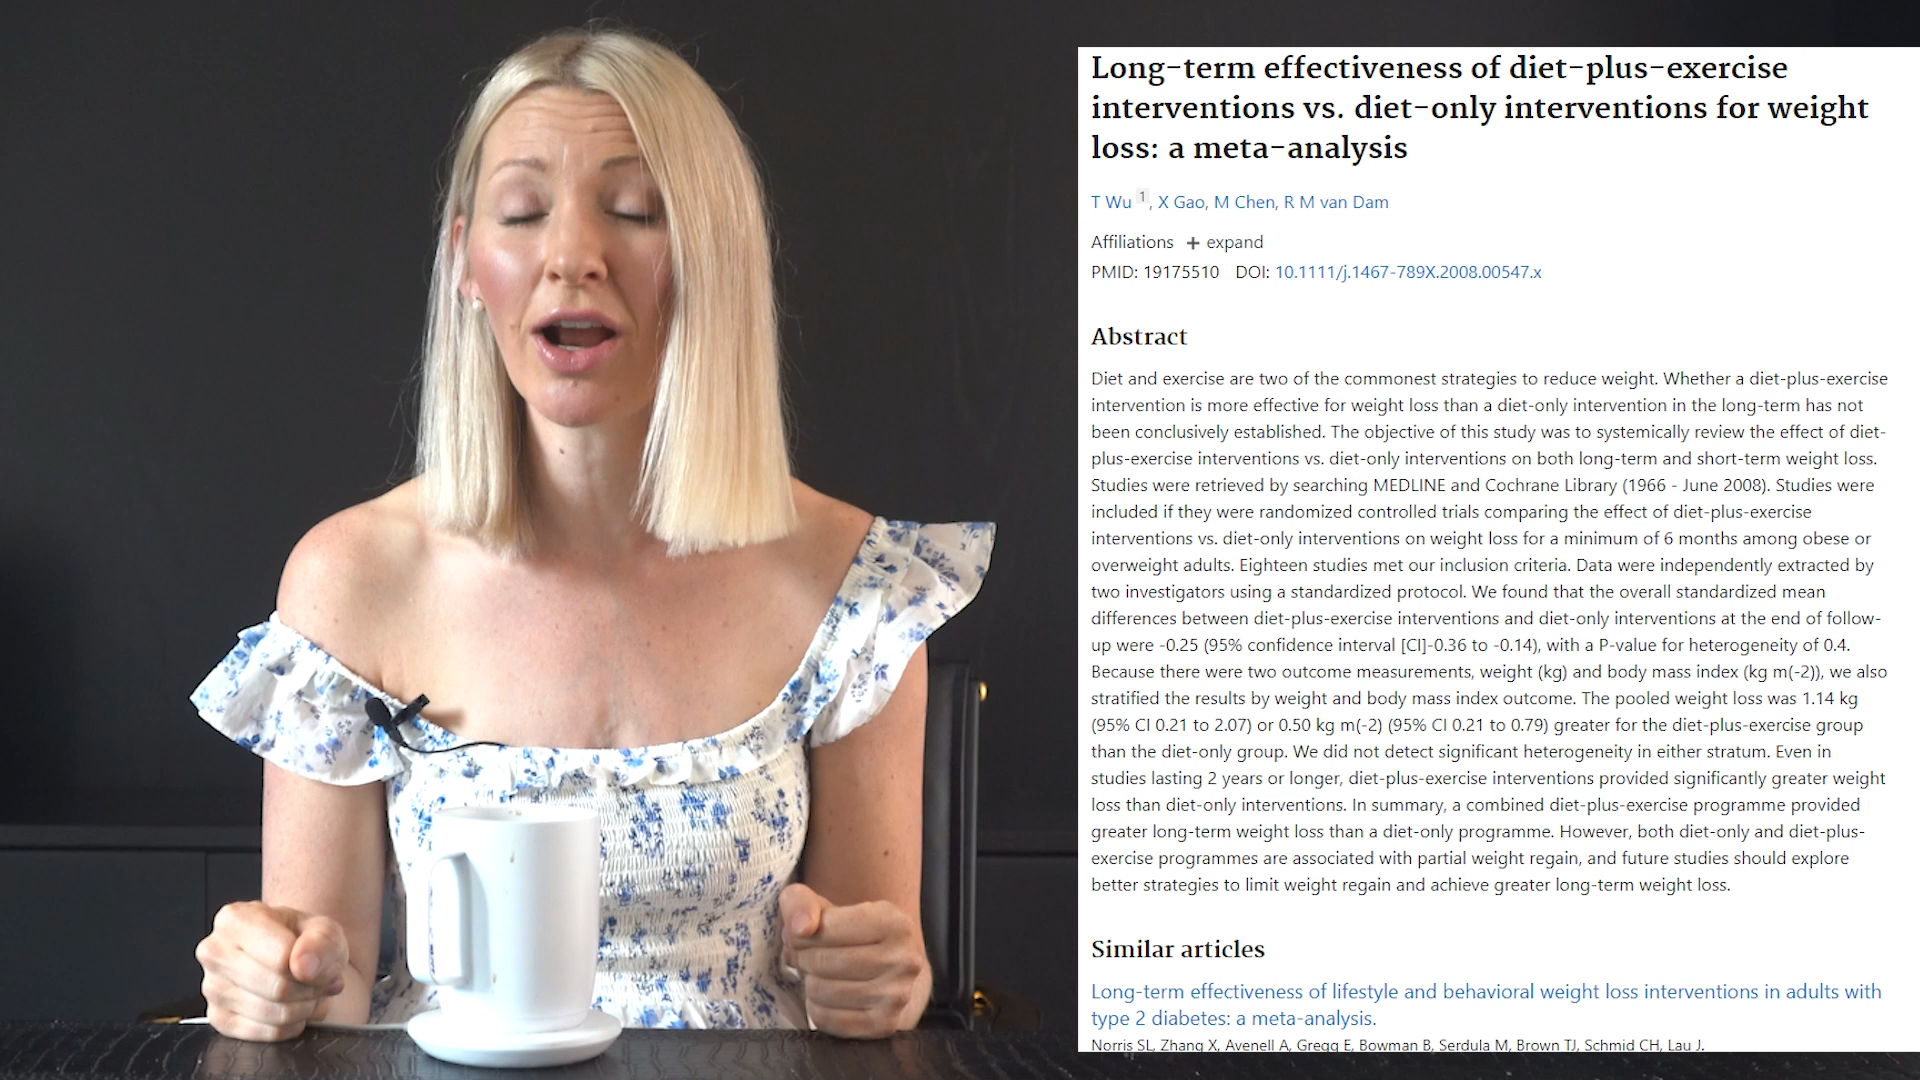 Long-term effectiveness of diet-plus-exercise
interventions vs. diet-only interventions for weight
loss: a meta-analysis
T Wu 1, X Gao, M Chen, R M van Dam
Affiliations + expand
PMID: 19175510 DOI: 10.1111/j.1467-789X.2008.00547.x
Abstract
Diet and exercise are two of the commonest strategies to reduce weight. Whether a diet-plus-exercise
intervention is more effective for weight loss than a diet-only intervention in the long-term has not
been conclusively established. The objective of this study was to systemically review the effect of diet-
plus-exercise interventions vs. diet-only interventions on both long-term and short-term weight loss.
Studies were retrieved by searching MEDLINE and Cochrane Library (1966 - June 2008). Studies were
included if they were randomized controlled trials comparing the effect of diet-plus-exercise
interventions vs. diet-only interventions on weight loss for a minimum of 6 months among obese or
overweight adults. Eighteen studies met our inclusion criteria. Data were independently extracted by
two investigators using a standardized protocol. We found that the overall standardized mean
differences between diet-plus-exercise interventions and diet-only interventions at the end of follow-
up were -0.25 (95% confidence interval [CI]-0.36 to -0.14), with a P-value for heterogeneity of 0.4.
Because there were two outcome measurements, weight (kg) and body mass index (kg m(-2)), we also
stratified the results by weight and body mass index outcome. The pooled weight loss was 1.14 kg
(95% CI 0.21 to 2.07) or 0.50 kg m(-2) (95% CI 0.21 to 0.79) greater for the diet-plus-exercise group
than the diet-only group. We did not detect significant heterogeneity in either stratum. Even in
studies lasting 2 years or longer, diet-plus-exercise interventions provided significantly greater weight
loss than diet-only interventions. In summary, a combined diet-plus-exercise programme provided
greater long-term weight loss than a diet-only programme. However, both diet-only and diet-plus-
exercise programmes are associated with partial weight regain, and future studies should explore
better strategies to limit weight regain and achieve greater long-term weight loss.
Similar articles
Long-term effectiveness of lifestyle and behavioral weight loss interventions in adults with
type 2 diabetes: a meta-analysis.
Norris SL, Zhang X, Avenell A, Gregg E, Bowman B, Serdula M, Brown TJ, Schmid CH, Lau J.